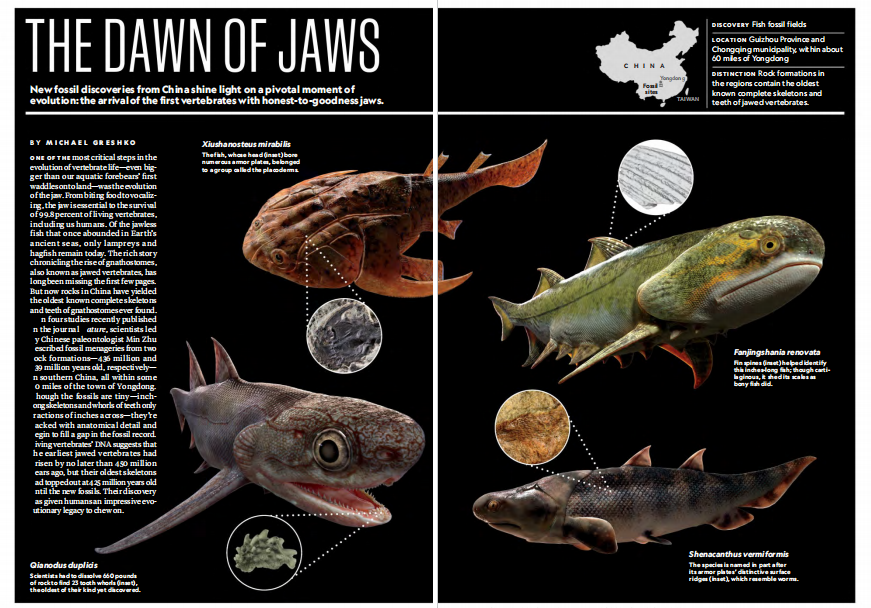 THE DAWN OF JAWS
New fossil discoveries from China shine light on a pivotal moment of
evolution: the arrival of the first vertebrates with honest-to-goodness jaws.
CHINA
Yongdong
Fossil
sites
TAIWAN
DISCOVERY Fish fossil fields
LOCATION Guizhou Province and
Chongqing municipality, within about
60 miles of Yongdong
DISTINCTION Rock formations in
the regions contain the oldest
known complete skeletons and
teeth of jawed vertebrates.
BY MICHAEL GRESHKO
ONE OF THE most critical steps in the
evolution of vertebrate life—even big-
ger than our aquatic forebears' first
waddles onto land—was the evolution
of the jaw. From biting food to vocaliz-
ing, the jaw is essential to the survival
of 99.8 percent of living vertebrates,
including us humans. Of the jawless
fish that once abounded in Earth's
ancient seas, only lampreys and
hagfish remain today. The rich story
chronicling the rise of gnathostomes,
also known as jawed vertebrates, has
long been missing the first few pages.
But now rocks in China have yielded
the oldest known complete skeletons
and teeth of gnathostomes ever found.
n four studies recently published
n the journal ature, scientists led
y Chinese paleontologist Min Zhu
escribed fossil menageries from two
ock formations—436 million and
39 million years old, respectively—
n southern China, all within some
0 miles of the town of Yongdong.
hough the fossils are tiny—inch-
ong skeletons and whorls of teeth only
ractions of inches across—they're
acked with anatomical detail and
egin to fill a gap in the fossil record.
iving vertebrates' DNA suggests that
he earliest jawed vertebrates had
risen by no later than 450 million
ears ago, but their oldest skeletons
ad topped out at 425 million years old
ntil the new fossils. Their discovery
as given humans an impressive evo-
utionary legacy to chew on.
Xiushanosteus mirabilis
The fish, whose head (inset) bore
numerous armor plates, belonged
to a group called the placoderms.
Fanjingshania renovata
Fin spines (inset) helped identify
this inches-long fish; though carti-
laginous, it shed its scales as
bony fish did.
Qianodus duplicis
Scientists had to dissolve 660 pounds
of rock to find 23 tooth whorls (inset),
the oldest of their kind yet discovered.
Shenacanthus vermiformis
The species is named in part after
its armor plates' distinctive surface
ridges (inset), which resemble worms.